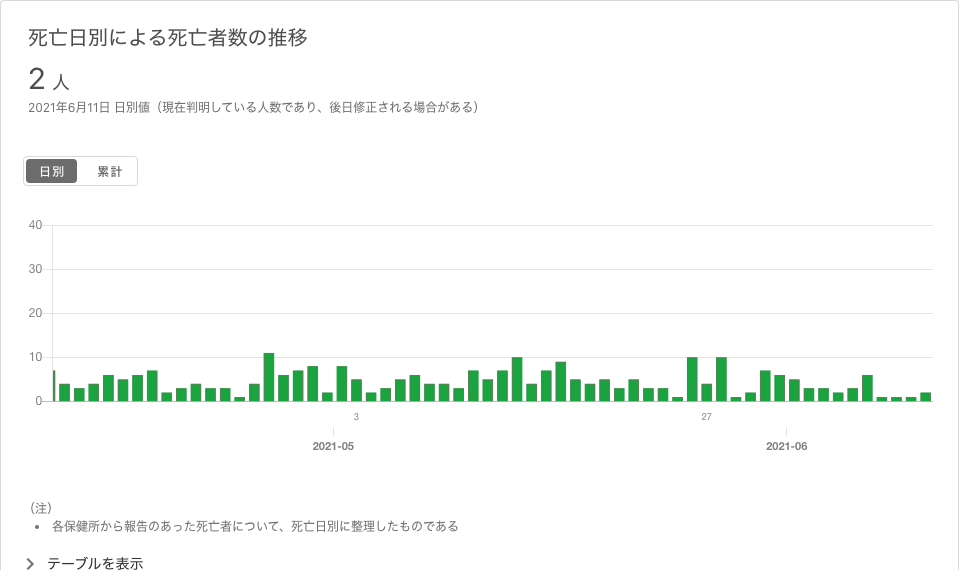 死亡日別による死亡者数の推移
2 人
2021年6月11日 日別値（現在判明している人数であり、後日修正される場合がある）
日別 累計
40
30
20
10
0
3 27
2021-05 2021-06
（注）
• 各保健所から報告のあった死亡者について、死亡日別に整理したものである
テーブルを表示